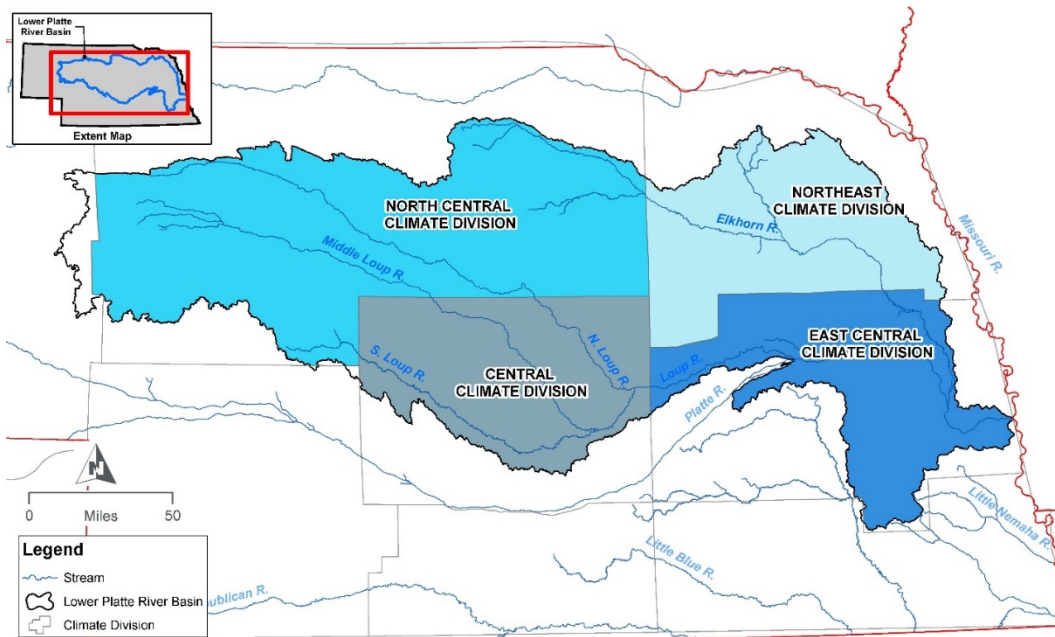 Lower Platte
River Basin
Extent Map
NORTH CENTRAL
CLIMATE DIVISION
NORTHEAST
CLIMATE DIVISION
Elkhorn R.
Missouri R.
Middle Loup R.
N. Loup R.
S. Loup R.
CENTRAL
CLIMATE DIVISION
Loup R.
EAST CENTRAL
CLIMATE DIVISION
Platte R.
N
0 Miles 50
Little Nemaha R.
Little Blue R.
publican R.
Legend
Stream
Lower Platte River Basin
Climate Division